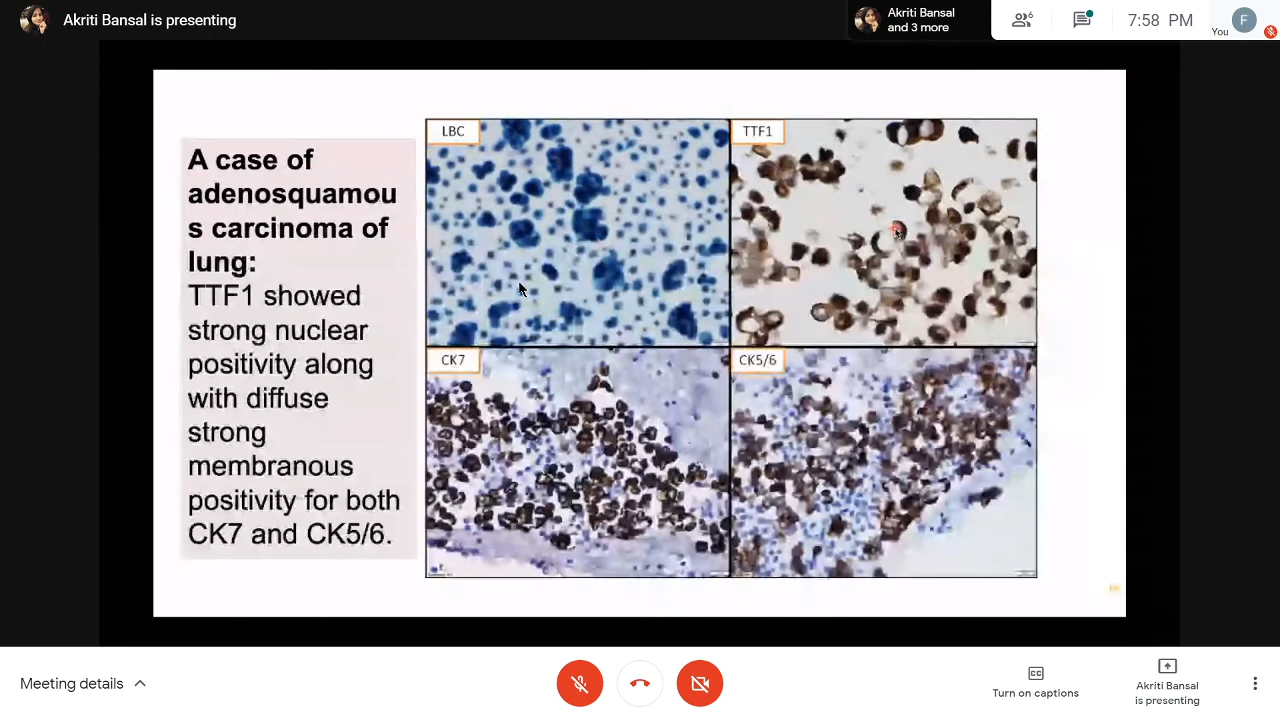 Akriti Bansal is presenting
Akriti Bansal
and 3 more
6
7:58 PM
You
F
A case of
adenosquamou
s carcinoma of
lung:
TTF1 showed
strong nuclear
positivity along
with diffuse
strong
membranous
positivity for both
CK7 and CK5/6.
LBC
TTF1
CK7
CK5/6
Meeting details
CC
Turn on captions
Akriti Bansal
is presenting